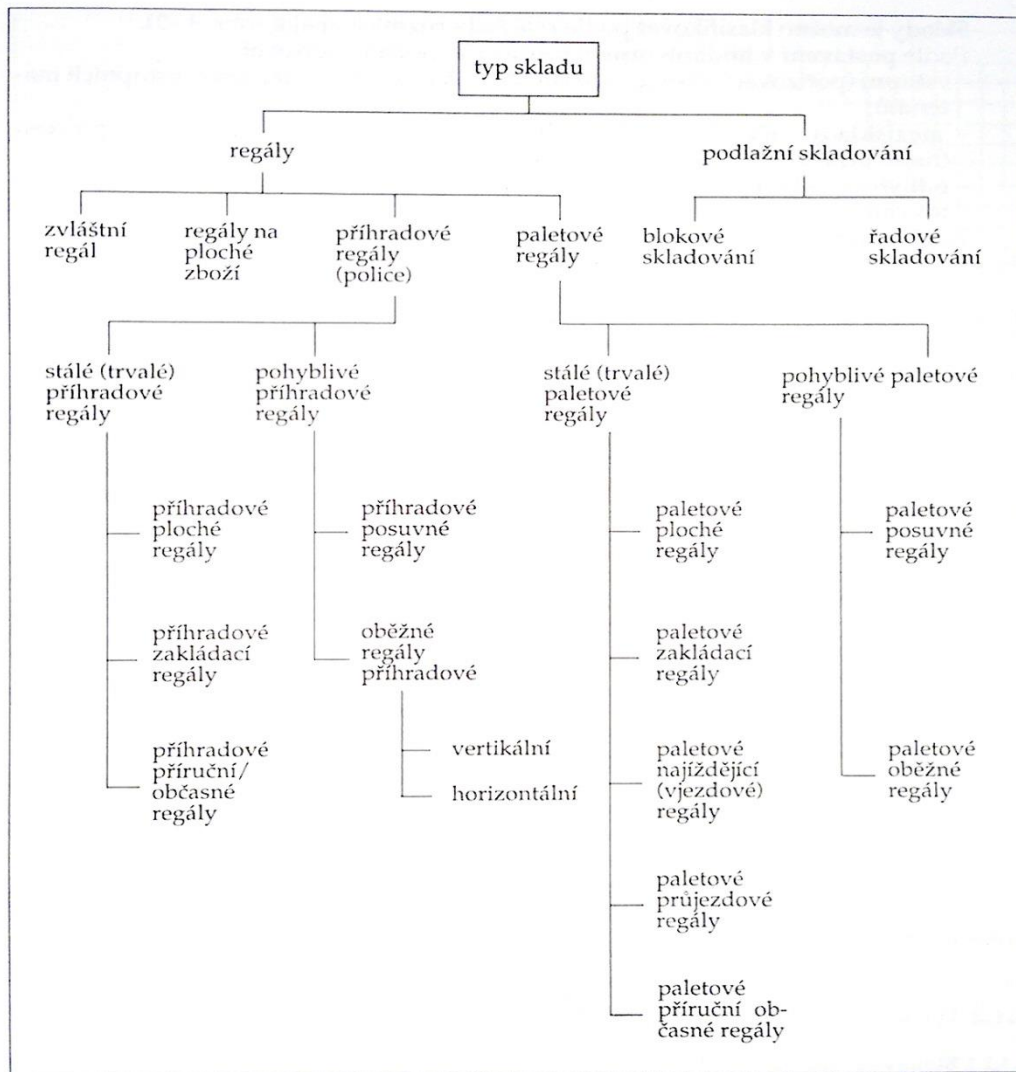 typ skladu
regály
podlažní skladování
zvláštní
regál
regály na
ploché
zboží
příhradové
regály
(police)
paletové
regály
blokové
skladování
řadové
skladování
stálé (trvalé)
příhradové
regály
pohyblivé
příhradové
regály
stálé (trvalé)
paletové
regály
pohyblivé paletové
regály
příhradové
ploché
regály
příhradové
posuvné
regály
paletové
ploché
regály
paletové
posuvné
regály
příhradové
zakládací
regály
oběžné
regály
příhradové
paletové
zakládací
regály
příhradové
příruční/
občasné
regály
vertikální
horizontální
paletové
najíždějící
(vjezdové)
regály
paletové
oběžné
regály
paletové
průjezdové
regály
paletové
příruční ob-
časné regály